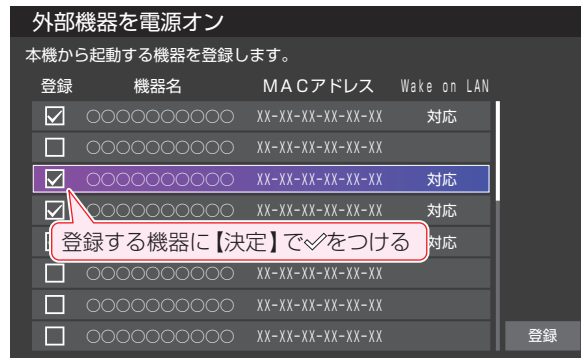 外部機器を電源オン
本機から起動する機器を登録します。
登録 機器名 MACアドレス Wake on LAN
○○○○○○○○○○ XX-XX-XX-XX-XX-XX 対応
○○○○○○○○○○ XX-XX-XX-XX-XX-XX
○○○○○○○○○○ XX-XX-XX-XX-XX-XX 対応
○○○○○○○○○○ XX-XX-XX-XX-XX-XX 対応
登録する機器に【決定】で✓をつける 対応
○○○○○○○○○○ XX-XX-XX-XX-XX-XX
○○○○○○○○○○ XX-XX-XX-XX-XX-XX
○○○○○○○○○○ XX-XX-XX-XX-XX-XX 登録